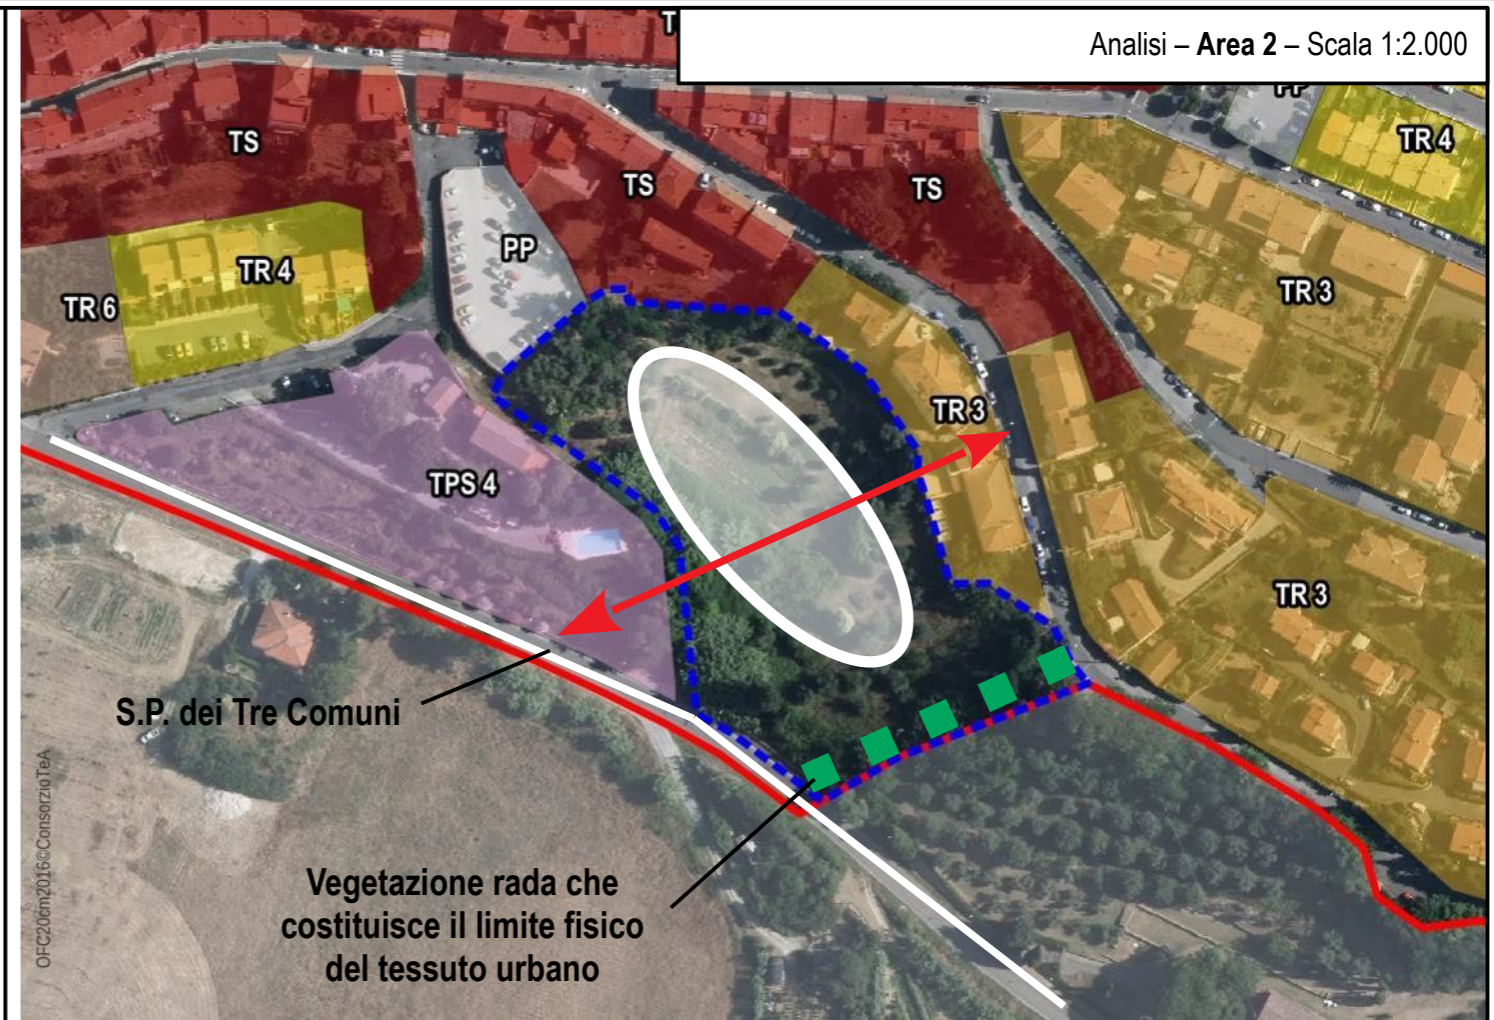 Analisi – Area 2 – Scala 1:2.000
PP
TR 4
TS
TS
TS
PP
TR 4
TR 6
TR 3
TR 3
TPS 4
TR 3
S.P. dei Tre Comuni
Vegetazione rada che
costituisce il limite fisico
del tessuto urbano
OFC20cm2016©ConsorzioTeA